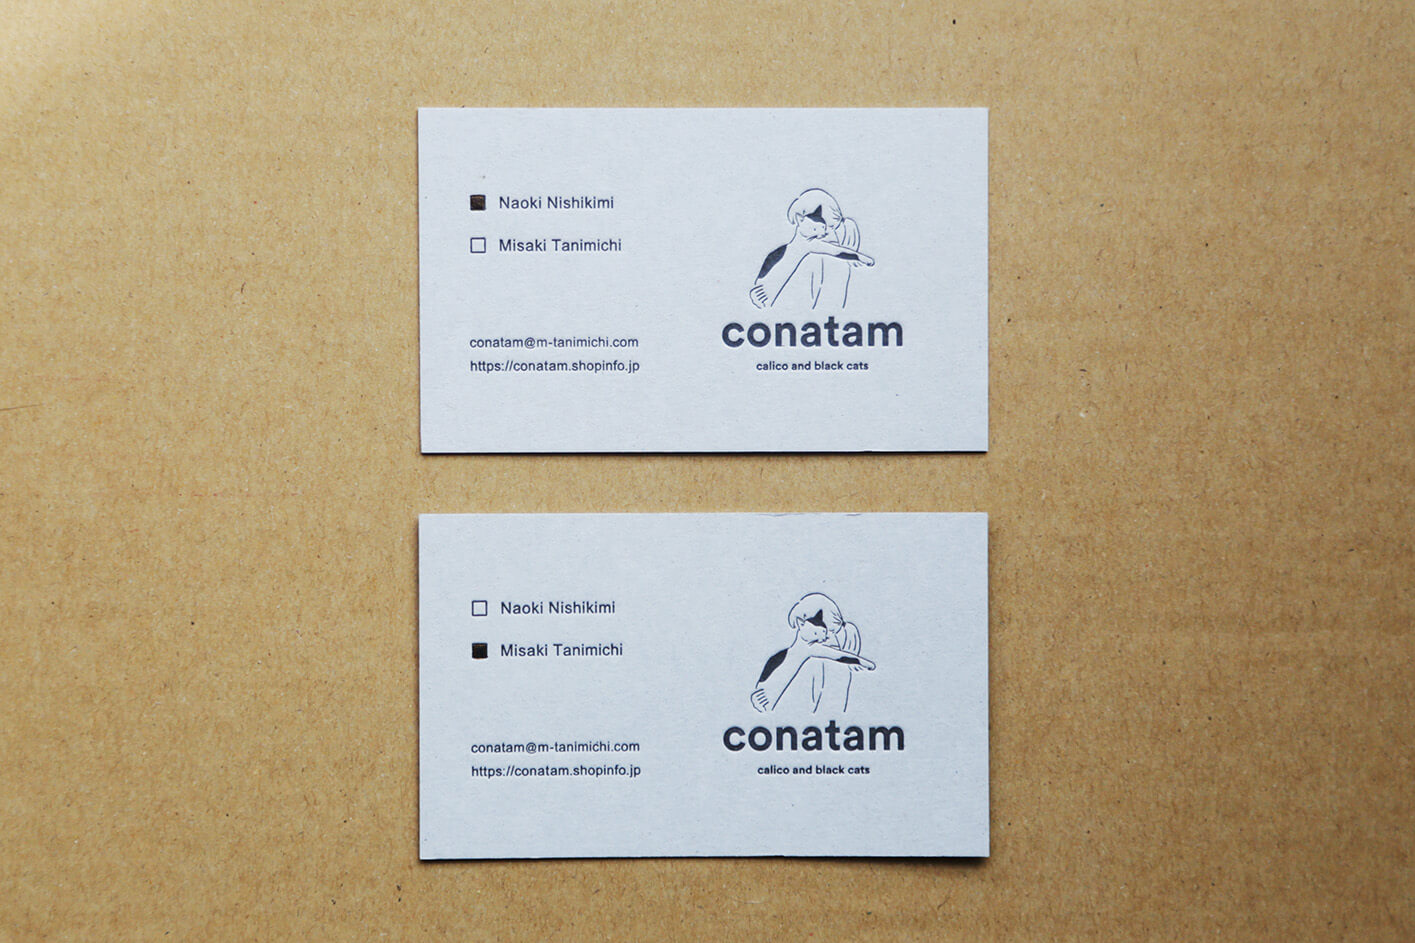 Naoki Nishikimi
Misaki Tanimichi
conatam@m-tanimichi.com
https://conatam.shopinfo.jp
conatam
calico and black cats
Naoki Nishikimi
Misaki Tanimichi
conatam@m-tanimichi.com
https://conatam.shopinfo.jp
conatam
calico and black cats